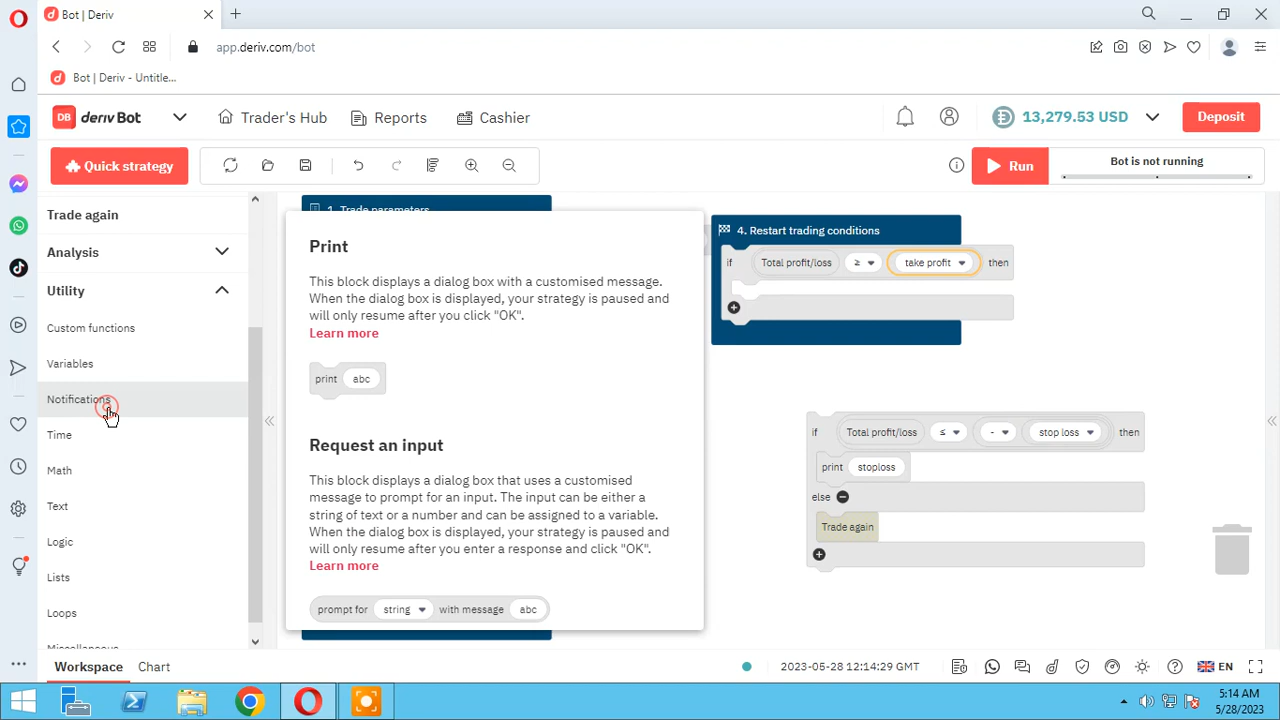 Bot | Deriv
app.deriv.com/bot
Bot | Deriv - Untitle...
DB deriv Bot
Trader's Hub
Reports
Cashier
13,279.53 USD
Deposit
Quick strategy
Run
Bot is not running
Trade again
Analysis
Utility
Custom functions
Variables
Notifications
Time
Math
Text
Logic
Lists
Loops
Miscellaneous
1. Trade parameters
Print
This block displays a dialog box with a customised message.
When the dialog box is displayed, your strategy is paused and
will only resume after you click "OK".
Learn more
print abc
Request an input
This block displays a dialog box that uses a customised
message to prompt for an input. The input can be either a
string of text or a number and can be assigned to a variable.
When the dialog box is displayed, your strategy is paused and
will only resume after you enter a response and click "OK".
Learn more
prompt for string with message abc
4. Restart trading conditions
if Total profit/loss ≥ take profit then
if Total profit/loss ≤ - stop loss then
print stoploss
else
Trade again
Workspace Chart
2023-05-28 12:14:29 GMT
EN
5:14 AM
5/28/2023